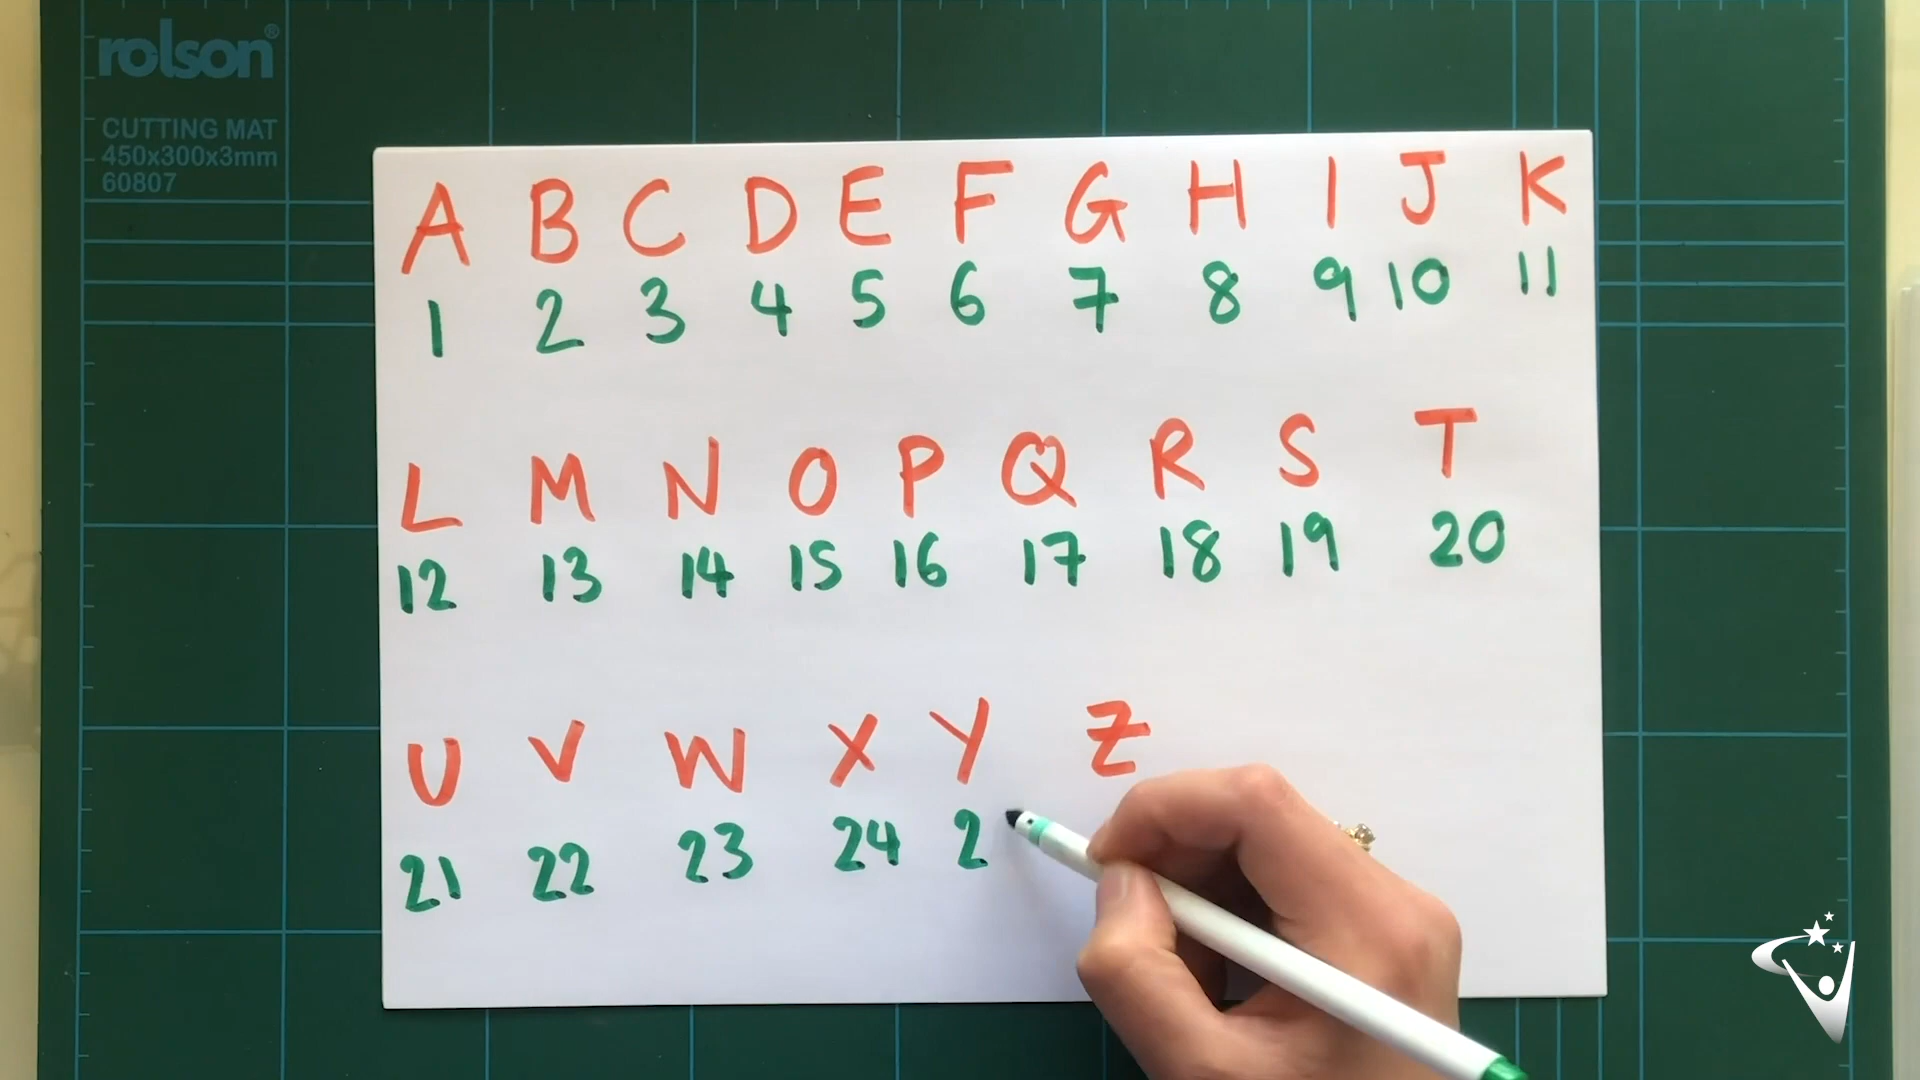 rolson®
CUTTING MAT
450x300x3mm
60807
A B C D E F G H I J K
1 2 3 4 5 6 7 8 9 10 11
L M N O P Q R S T
12 13 14 15 16 17 18 19 20
U V W X Y Z
21 22 23 24 2